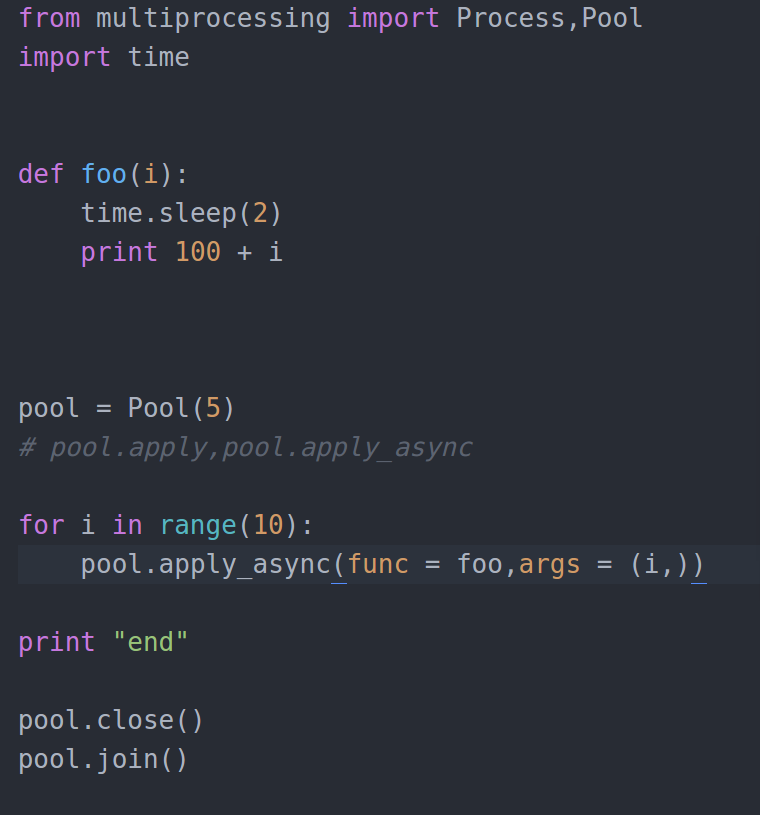 from multiprocessing import Process,Pool
import time
def foo(i):
    time.sleep(2)
    print 100 + i
pool = Pool(5)
# pool.apply,pool.apply_async
for i in range(10):
    pool.apply_async(func = foo,args = (i,))
print "end"
pool.close()
pool.join()